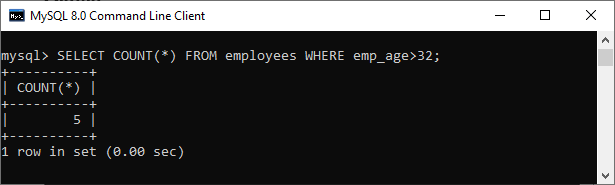 MySQL 8.0 Command Line Client
mysql> SELECT COUNT(*) FROM employees WHERE emp_age>32;
+----------+
| COUNT(*) |
+----------+
|        5 |
+----------+
1 row in set (0.00 sec)